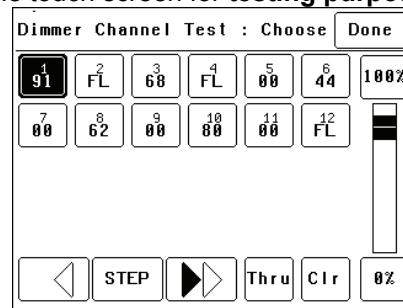 e touch screen for testing purpo
Dimmer Channel Test : Choose Done
1 2 3 4 5 6
91 FL 68 FL 00 44 100%
7 8 9 10 11 12
00 62 00 80 00 FL
STEP Thru Clr 0%